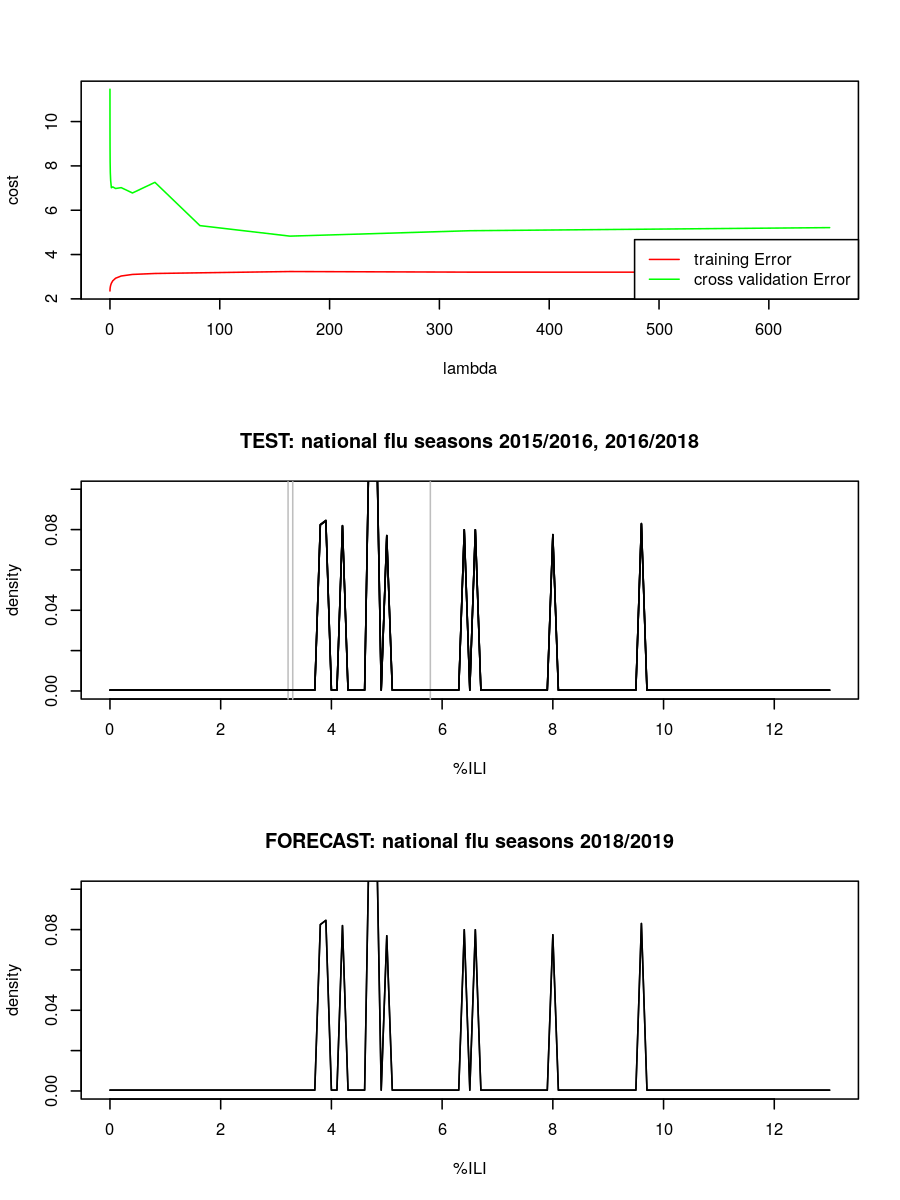 cost
2 4 6 8 10
training Error
cross validation Error
0 100 200 300 400 500 600
lambda
TEST: national flu seasons 2015/2016, 2016/2018
density
0.00 0.04 0.08
0 2 4 6 8 10 12
%ILI
FORECAST: national flu seasons 2018/2019
density
0.00 0.04 0.08
0 2 4 6 8 10 12
%ILI